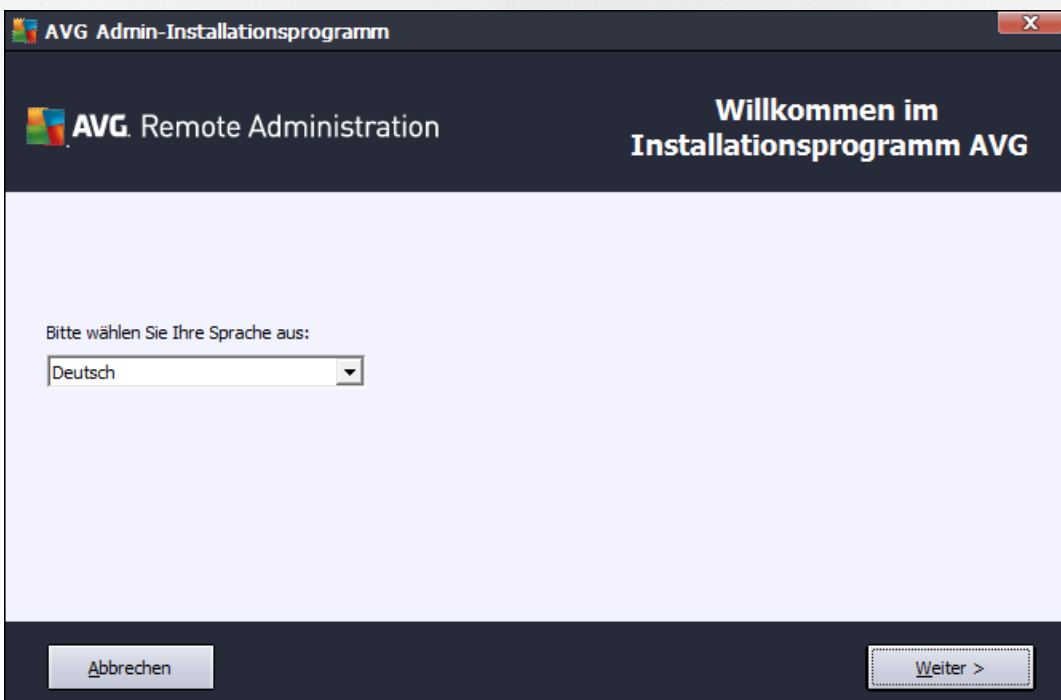 AVG Admin-Installationsprogramm
X
AVG. Remote Administration
Willkommen im
Installationsprogramm AVG
Bitte wählen Sie Ihre Sprache aus:
Deutsch
Abbrechen
Weiter >